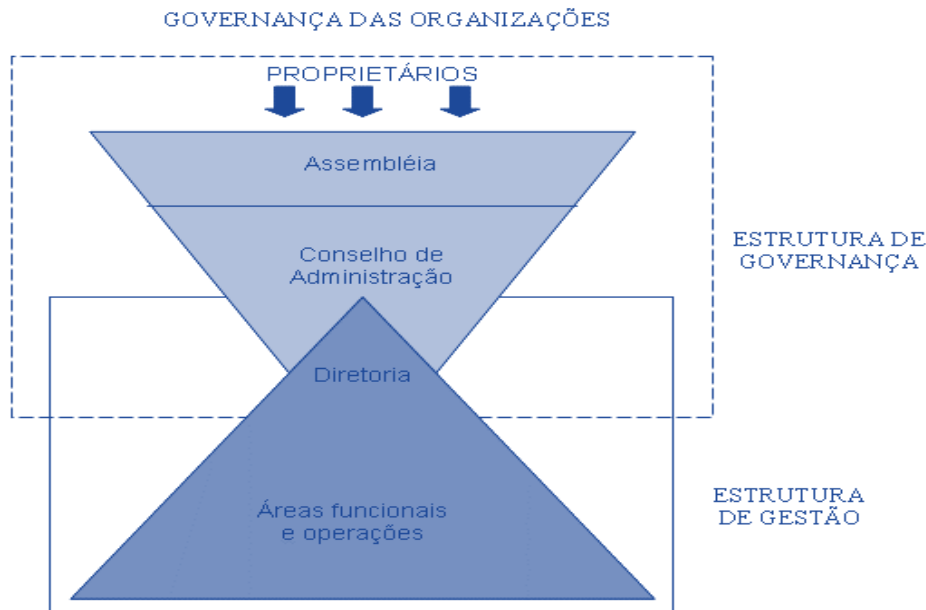 GOVERNANÇA DAS ORGANIZAÇÕES
PROPRIETÁRIOS
Assembléia
Conselho de
Administração
ESTRUTURA DE
GOVERNANÇA
Diretoria
Áreas funcionais
e operações
ESTRUTURA
DE GESTÃO